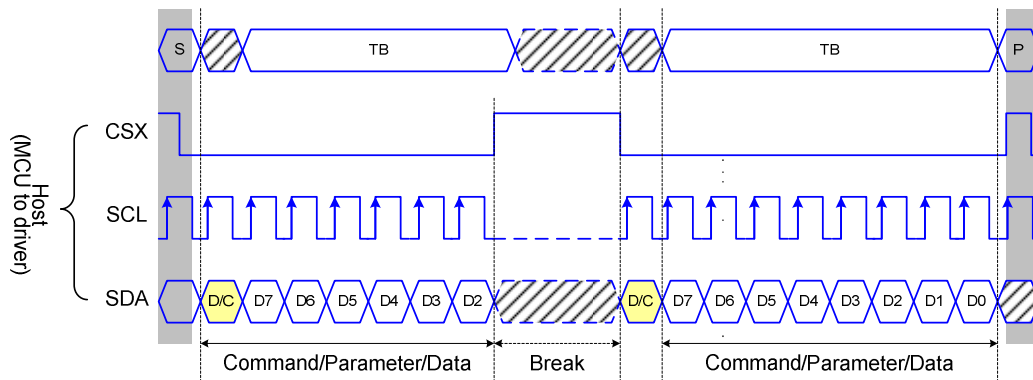 S TB TB P
CSX
SCL
SDA D/C D7 D6 D5 D4 D3 D2 D/C D7 D6 D5 D4 D3 D2 D1 D0
Host
(MCU to driver)
Command/Parameter/Data Break Command/Parameter/Data